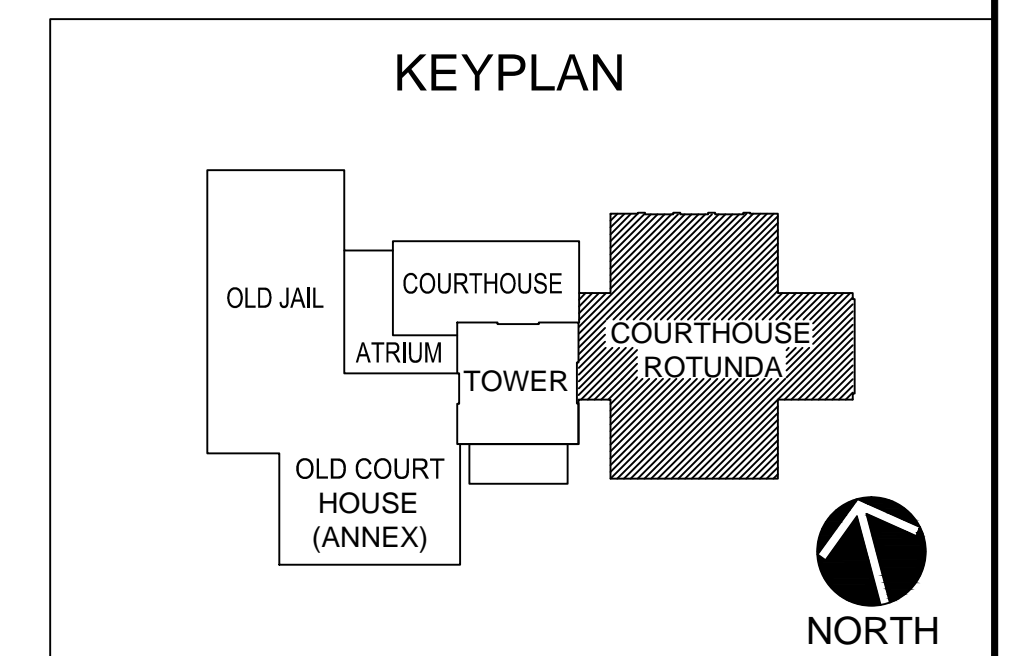 KEYPLAN
OLD JAIL
COURTHOUSE
ATRIUM
TOWER
COURTHOUSE
ROTUNDA
OLD COURT
HOUSE
(ANNEX)
NORTH